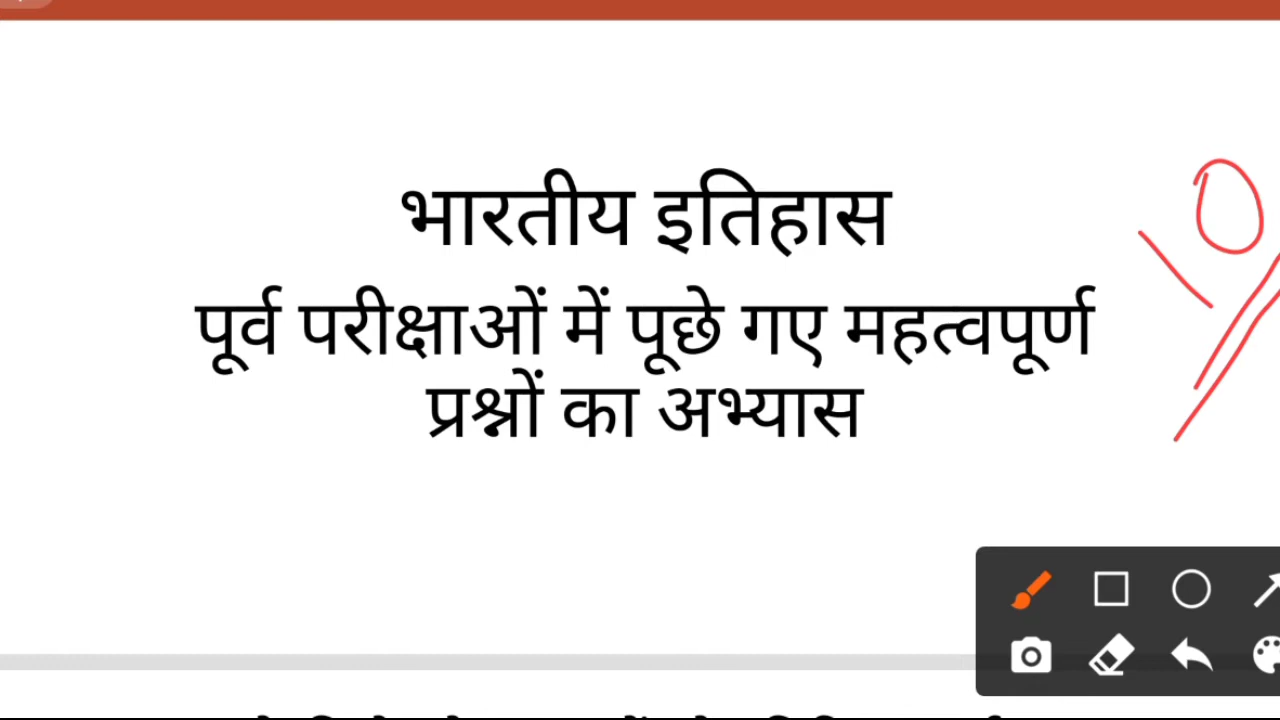 भारतीय इतिहास
पूर्व परीक्षाओं में पूछे गए महत्वपूर्ण
प्रश्नों का अभ्यास